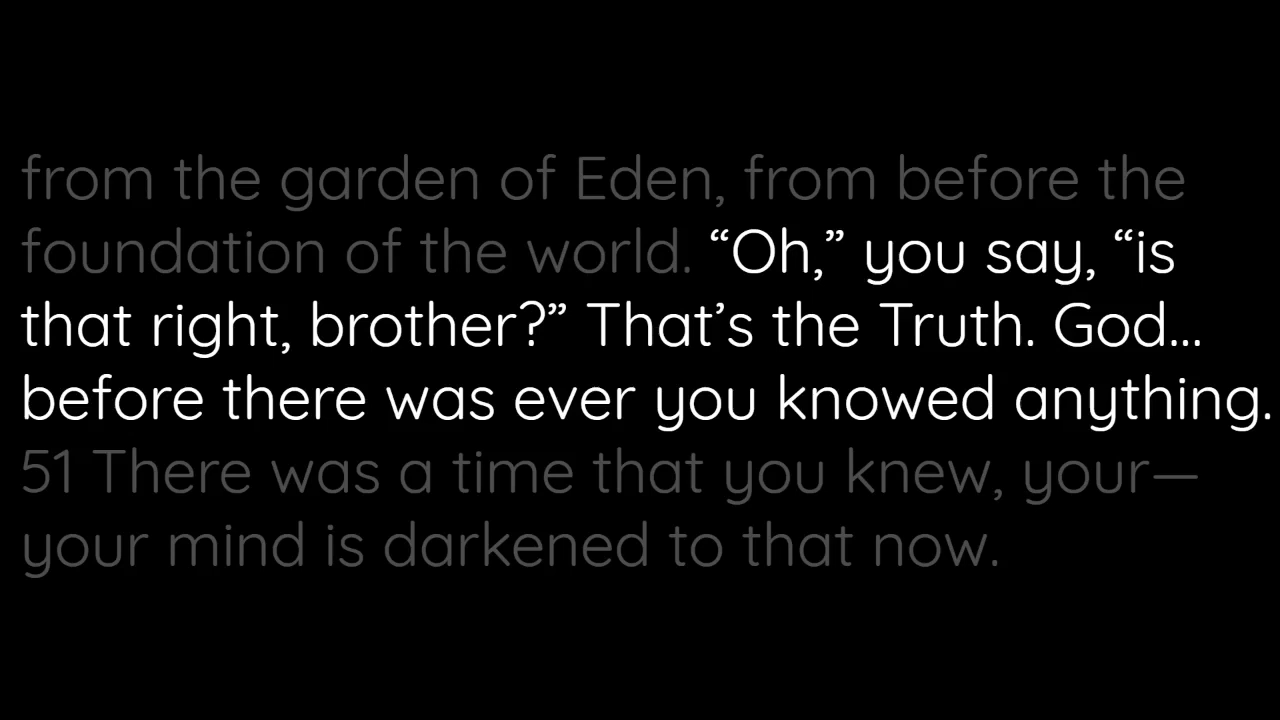 from the garden of Eden, from before the
foundation of the world. “Oh,” you say, “is
that right, brother?” That’s the Truth. God...
before there was ever you knowed anything.
51 There was a time that you knew, your—
your mind is darkened to that now.